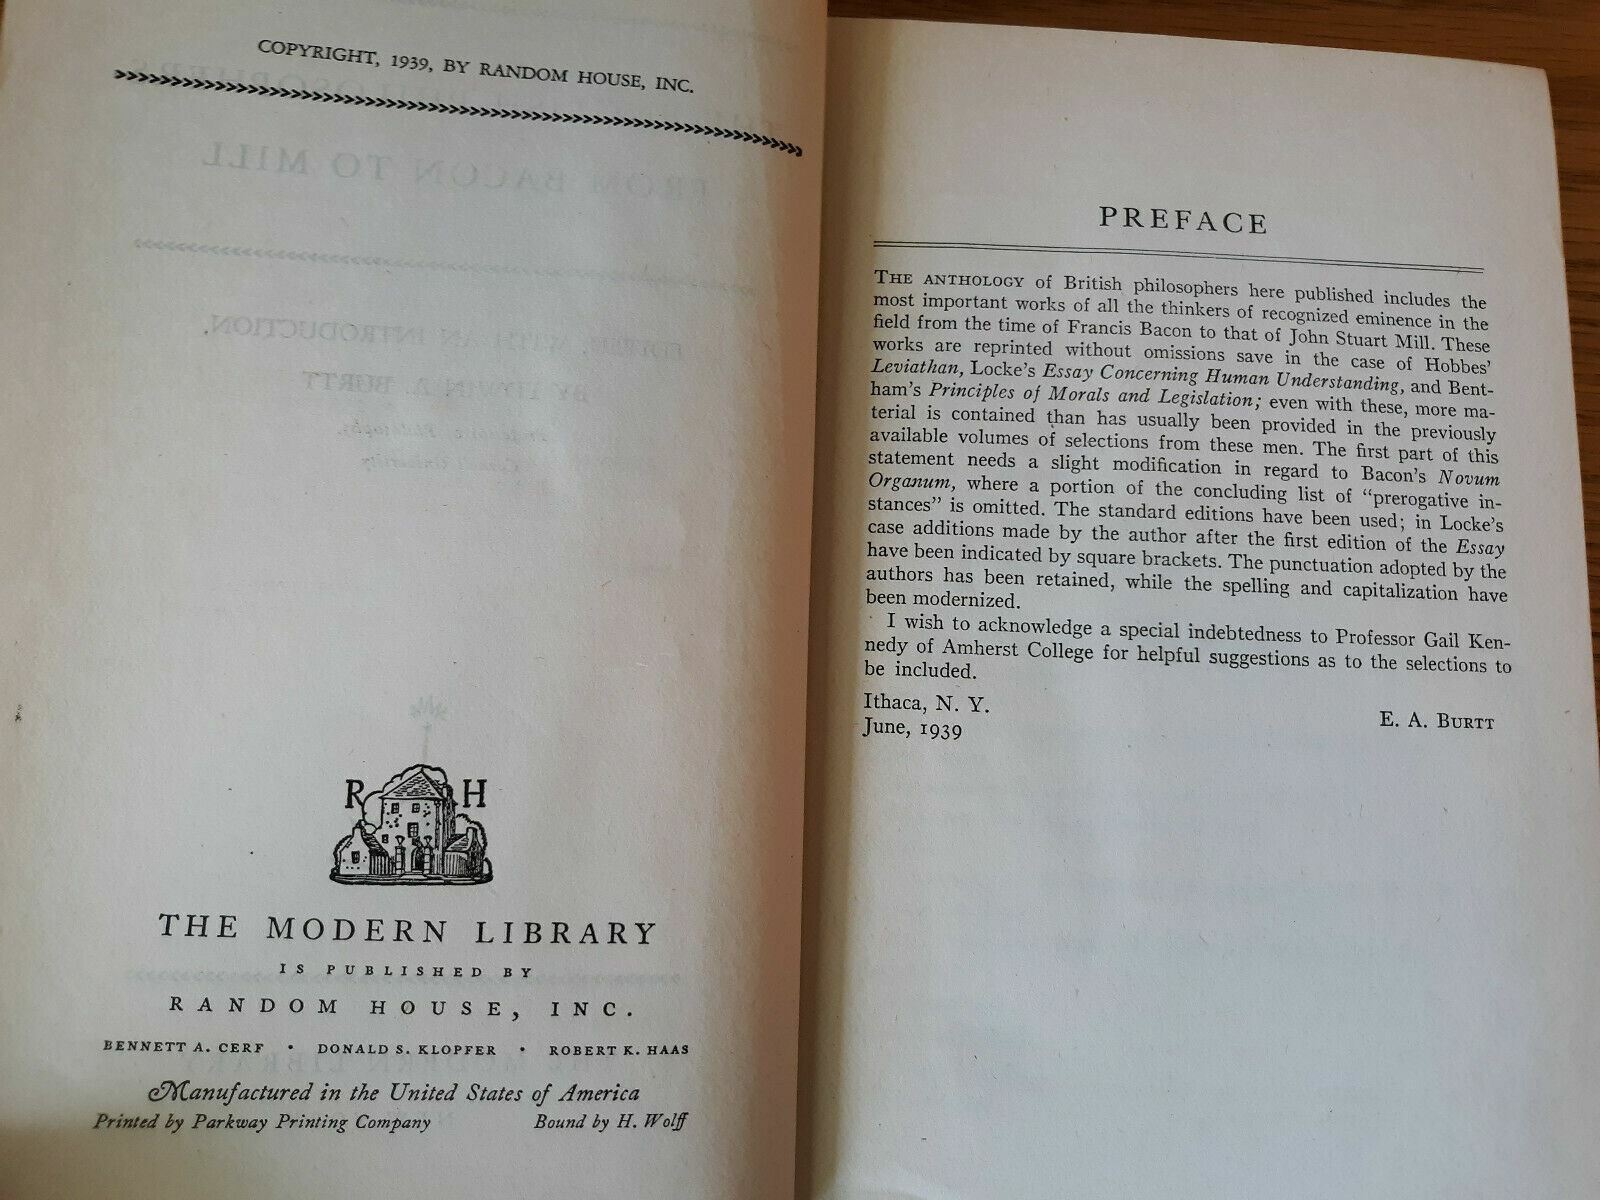 COPYRIGHT, 1939, BY RANDOM HOUSE, INC.
FROM BACON TO MILL
INTRODUCTION,
BURTT
R H
THE MODERN LIBRARY
IS PUBLISHED BY
RANDOM HOUSE, INC.
BENNETT A. CERF • DONALD S. KLOPFER • ROBERT K. HAAS
Manufactured in the United States of America
Printed by Parkway Printing Company Bound by H. Wolff
PREFACE
THE ANTHOLOGY of British philosophers here published includes the
most important works of all the thinkers of recognized eminence in the
field from the time of Francis Bacon to that of John Stuart Mill. These
works are reprinted without omissions save in the case of Hobbes'
Leviathan, Locke's Essay Concerning Human Understanding, and Bent-
ham's Principles of Morals and Legislation; even with these, more ma-
terial is contained than has usually been provided in the previously
available volumes of selections from these men. The first part of this
statement needs a slight modification in regard to Bacon's Novum
Organum, where a portion of the concluding list of "prerogative in-
stances" is omitted. The standard editions have been used; in Locke's
case additions made by the author after the first edition of the Essay
have been indicated by square brackets. The punctuation adopted by the
authors has been retained, while the spelling and capitalization have
been modernized.
I wish to acknowledge a special indebtedness to Professor Gail Ken-
nedy of Amherst College for helpful suggestions as to the selections to
be included.
Ithaca, N. Y.
E. A. BURTT
June, 1939